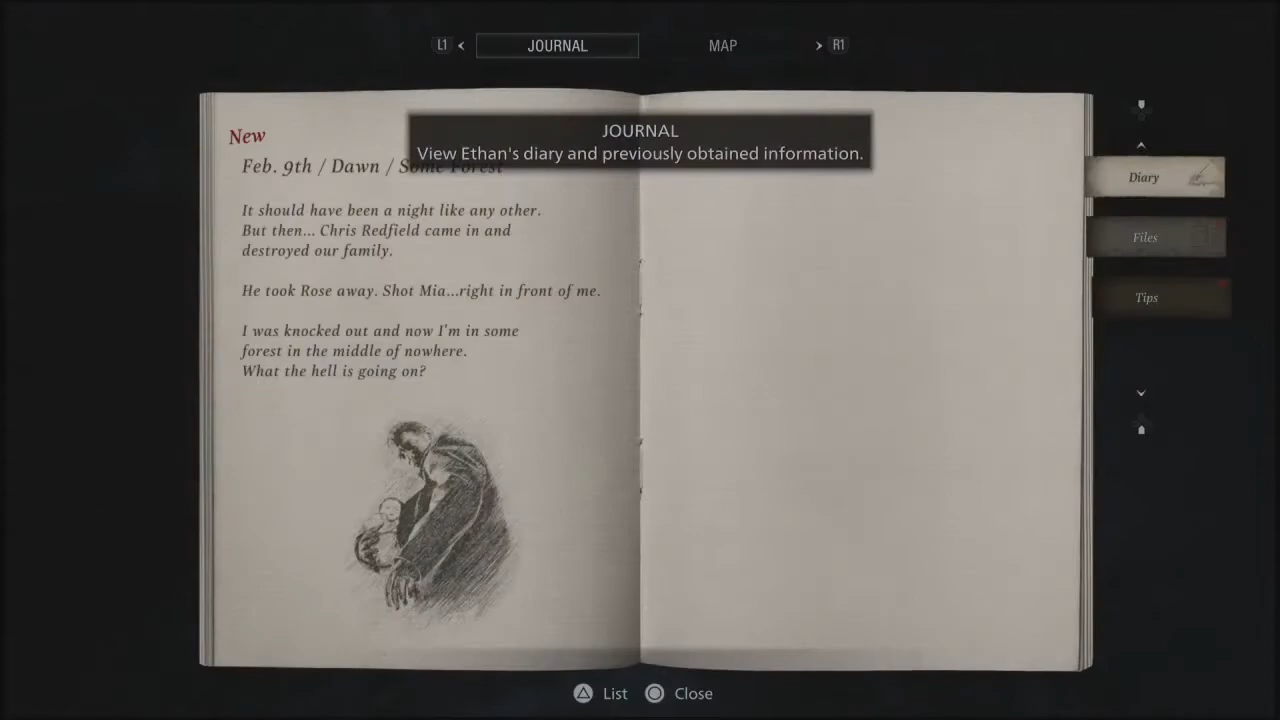 L1 JOURNAL MAP R1
JOURNAL
View Ethan's diary and previously obtained information.
New
Feb. 9th / Dawn / Some Forest
It should have been a night like any other.
But then... Chris Redfield came in and
destroyed our family.
He took Rose away. Shot Mia...right in front of me.
I was knocked out and now I'm in some
forest in the middle of nowhere.
What the hell is going on?
Diary
Files
Tips
List Close